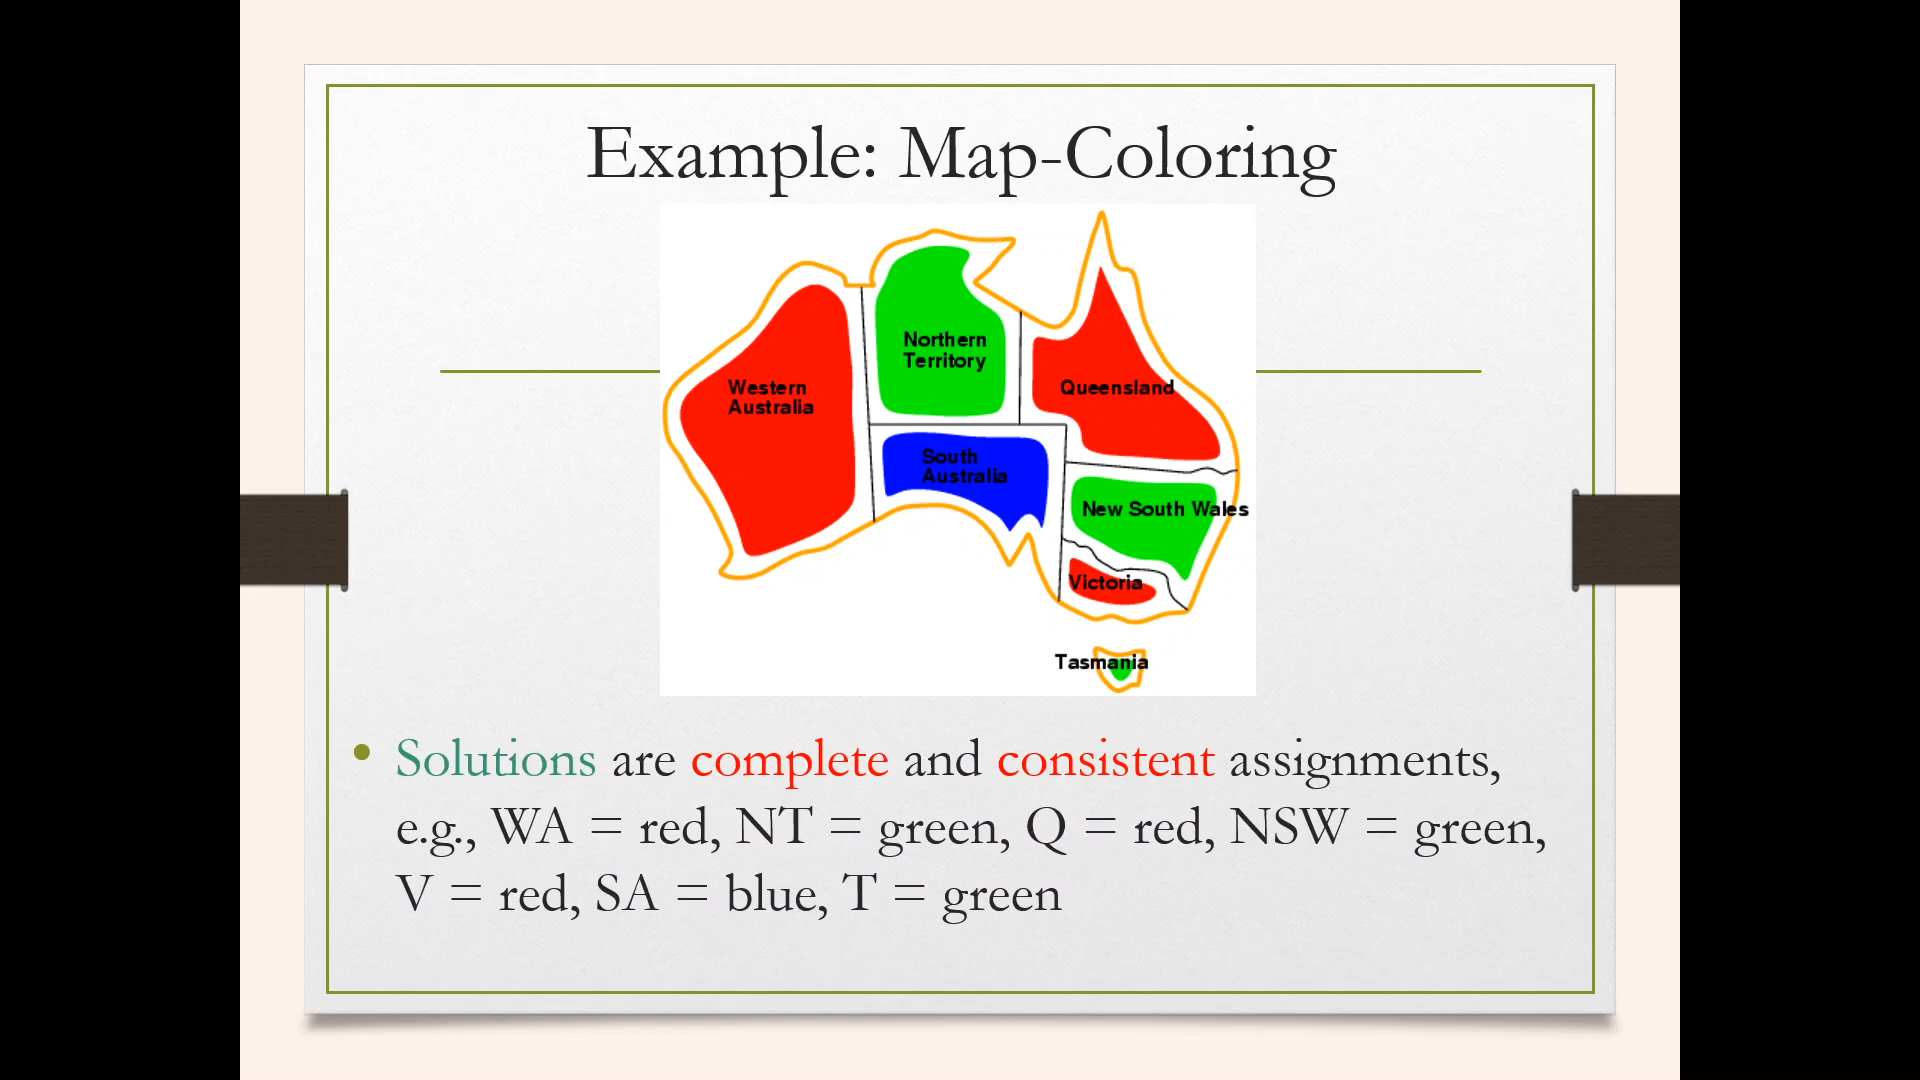 Example: Map-Coloring
Northern
Territory
Western
Australia
Queensland
South
Australia
New South Wales
Victoria
Tasmania
• Solutions are complete and consistent assignments,
e.g., WA = red, NT = green, Q = red, NSW = green,
V = red, SA = blue, T = green